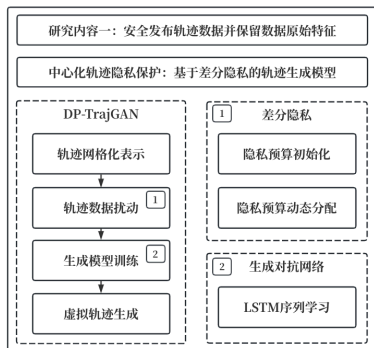 研究内容一：安全发布轨迹数据并保留数据原始特征
中心化轨迹隐私保护：基于差分隐私的轨迹生成模型
DP-TrajGAN
轨迹网格化表示
轨迹数据扰动 1
生成模型训练 2
虚拟轨迹生成
1 差分隐私
隐私预算初始化
隐私预算动态分配
2 生成对抗网络
LSTM序列学习